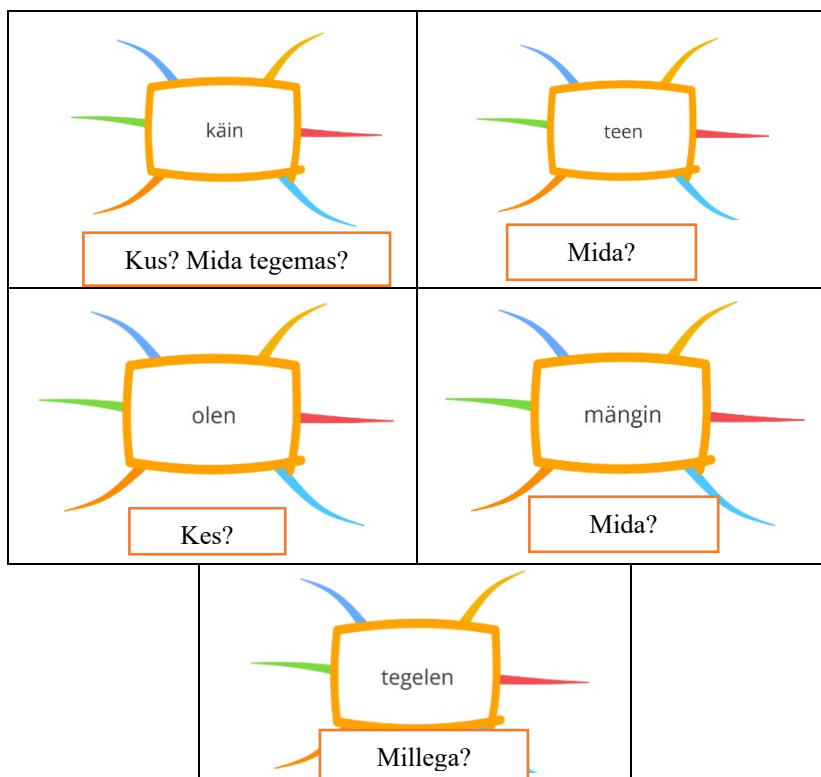 käin
Kus? Mida tegemas?
teen
Mida?
olen
Kes?
mängin
Mida?
tegelen
Millega?